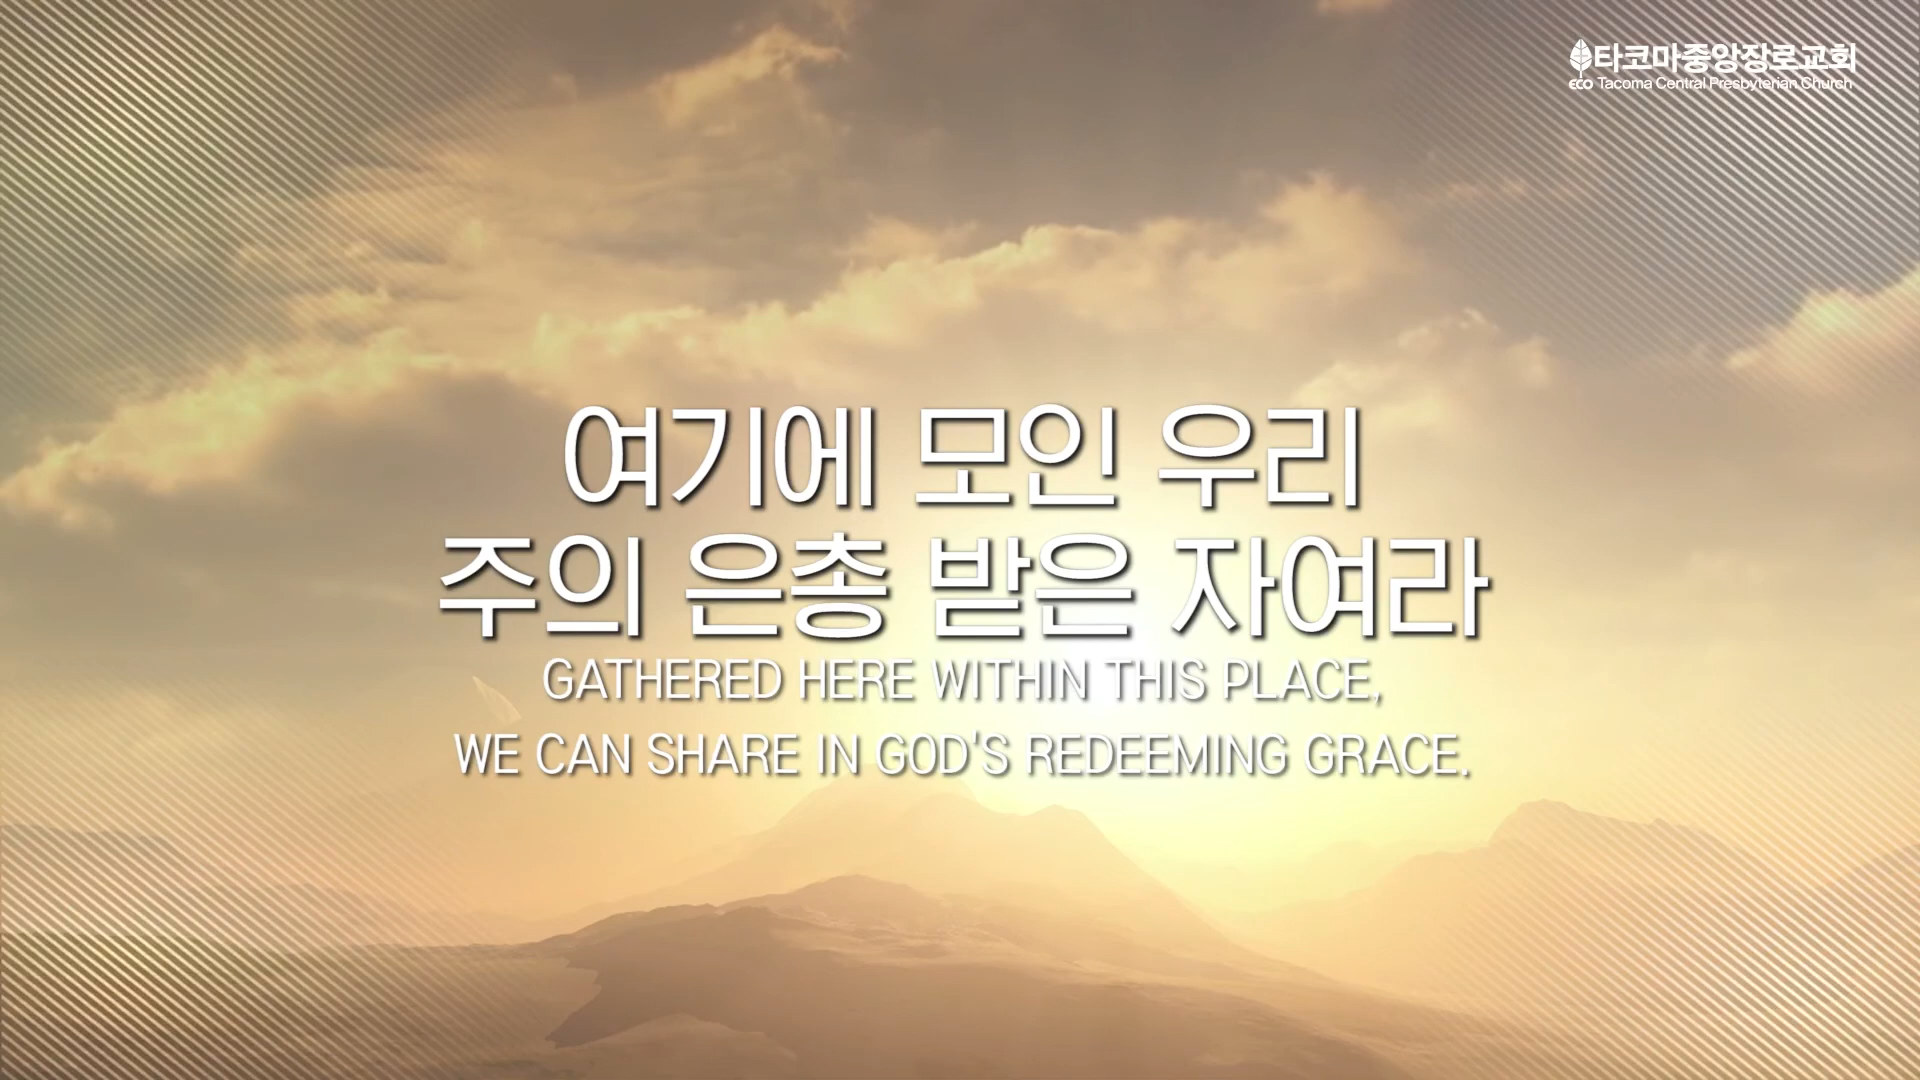 타코마중앙장로교회
ECO Tacoma Central Presbyterian Church
여기에 모인 우리
주의 은총 받은 자여라
GATHERED HERE WITHIN THIS PLACE,
WE CAN SHARE IN GOD'S REDEEMING GRACE.